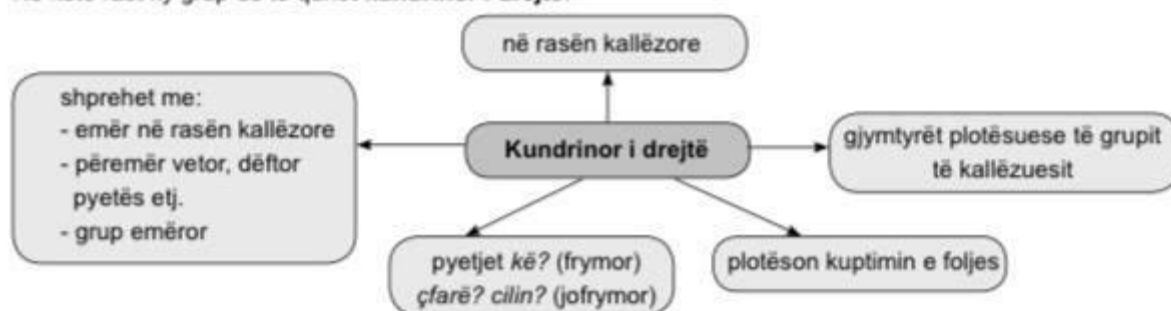 në rasën kallëzore
shprehet me:
- emër në rasën kallëzore
- përemër vetor, dëftor
pyetës etj.
- grup emëror
Kundrinor i drejtë
gjymtyrët plotësuese të grupit
të kallëzuesit
pyetjet kë? (frymor)
çfarë? cilin? (jofrymor)
plotëson kuptimin e foljes